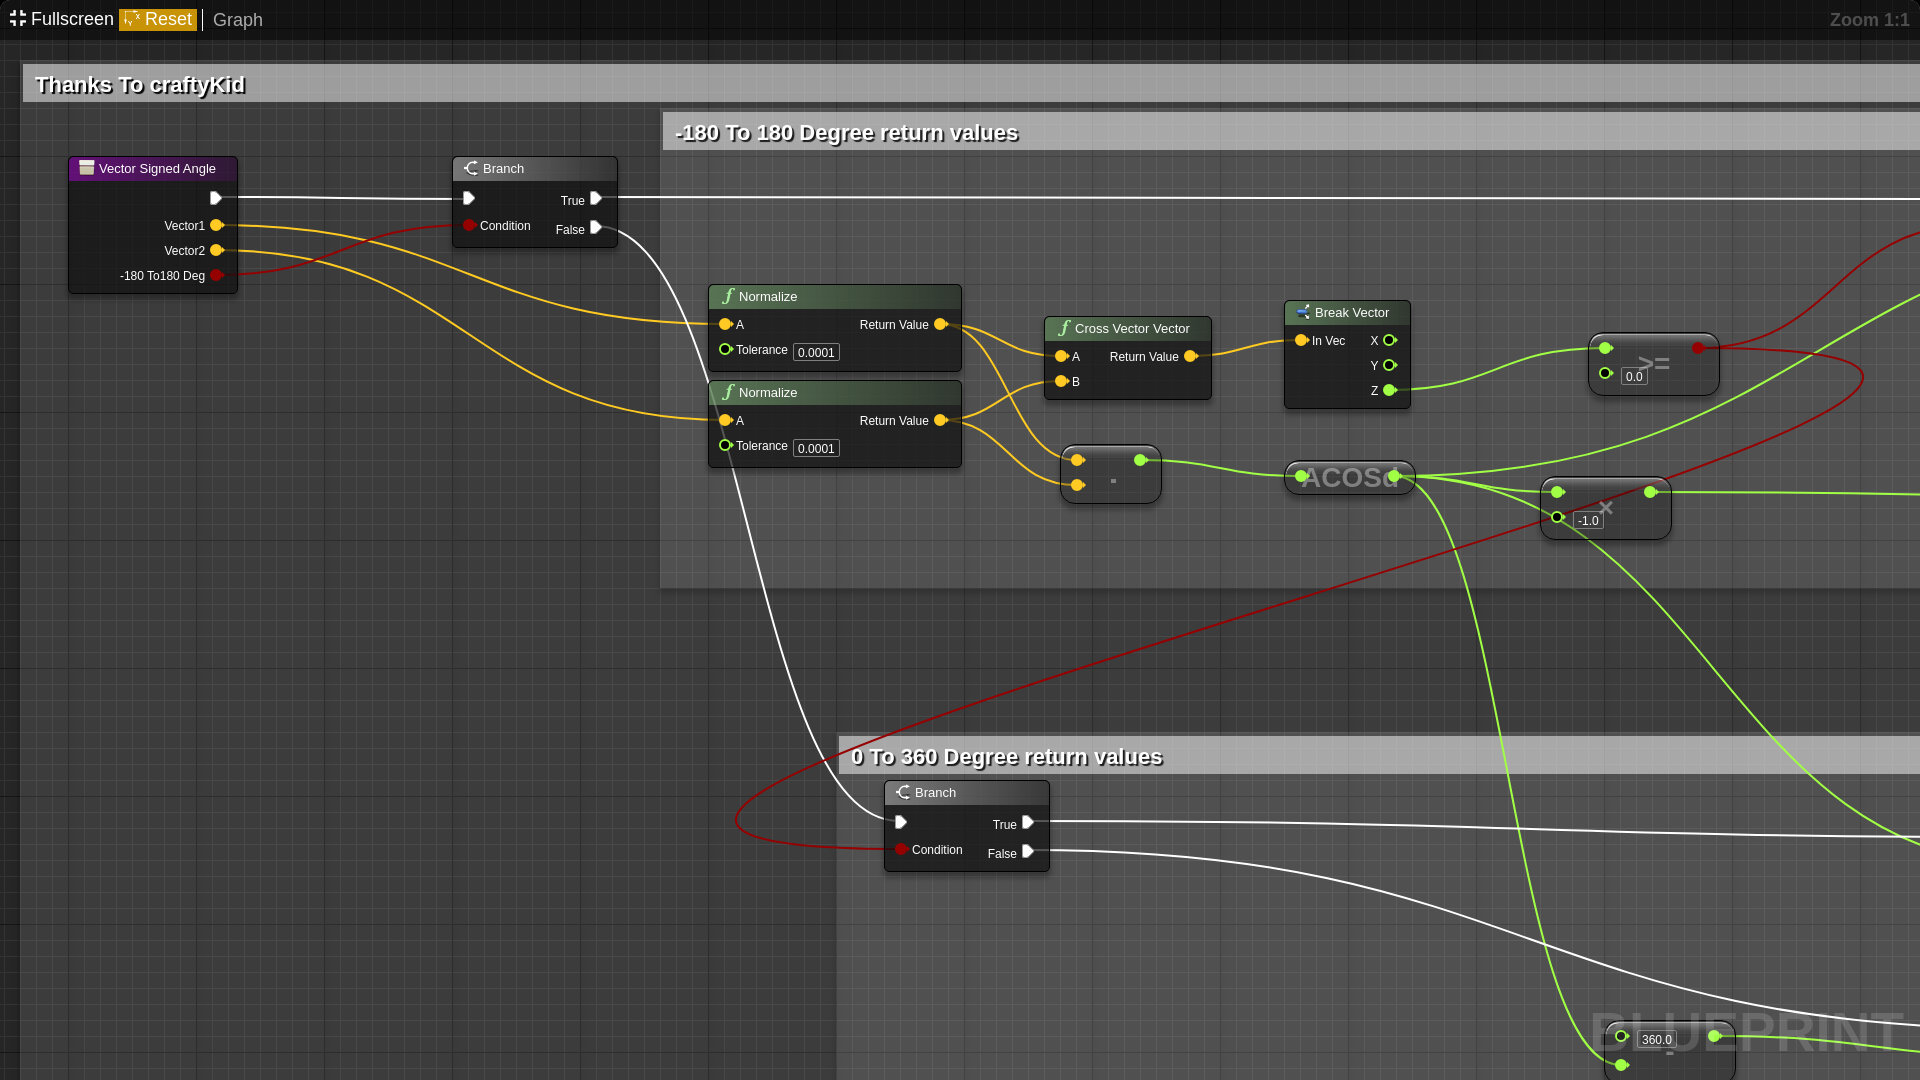 Fullscreen Reset Graph
Zoom 1:1
Thanks To craftyKid
-180 To 180 Degree return values
Vector Signed Angle
Vector1
Vector2
-180 To180 Deg
Branch
True
Condition
False
Normalize
A Return Value
Tolerance 0.0001
Normalize
A Return Value
Tolerance 0.0001
Cross Vector Vector
A Return Value
B
Break Vector
In Vec X
Y
Z
>=
0.0
.
ACOSd
×
-1.0
0 To 360 Degree return values
Branch
True
Condition
False
BLUEPRINT
360.0
-